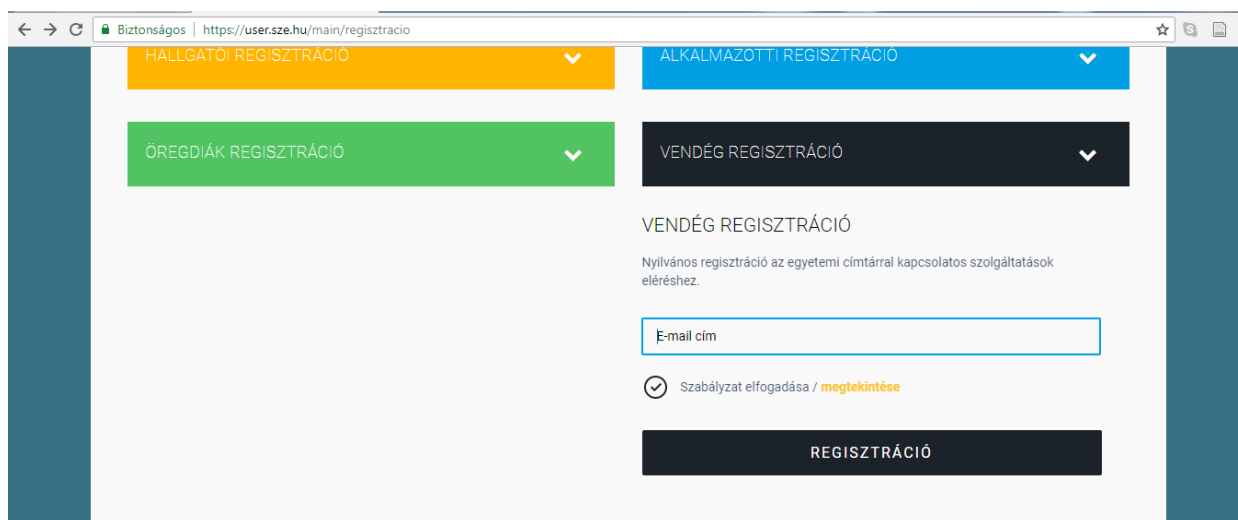 Biztonságos | https://user.sze.hu/main/regisztracio
HALLGATÓI REGISZTRÁCIÓ
ALKALMAZOTTI REGISZTRÁCIÓ
ÖREGDIÁK REGISZTRÁCIÓ
VENDÉG REGISZTRÁCIÓ
VENDÉG REGISZTRÁCIÓ
Nyilvános regisztráció az egyetemi címtárral kapcsolatos szolgáltatások
eléréshez.
E-mail cím
Szabályzat elfogadása / megtekintése
REGISZTRÁCIÓ